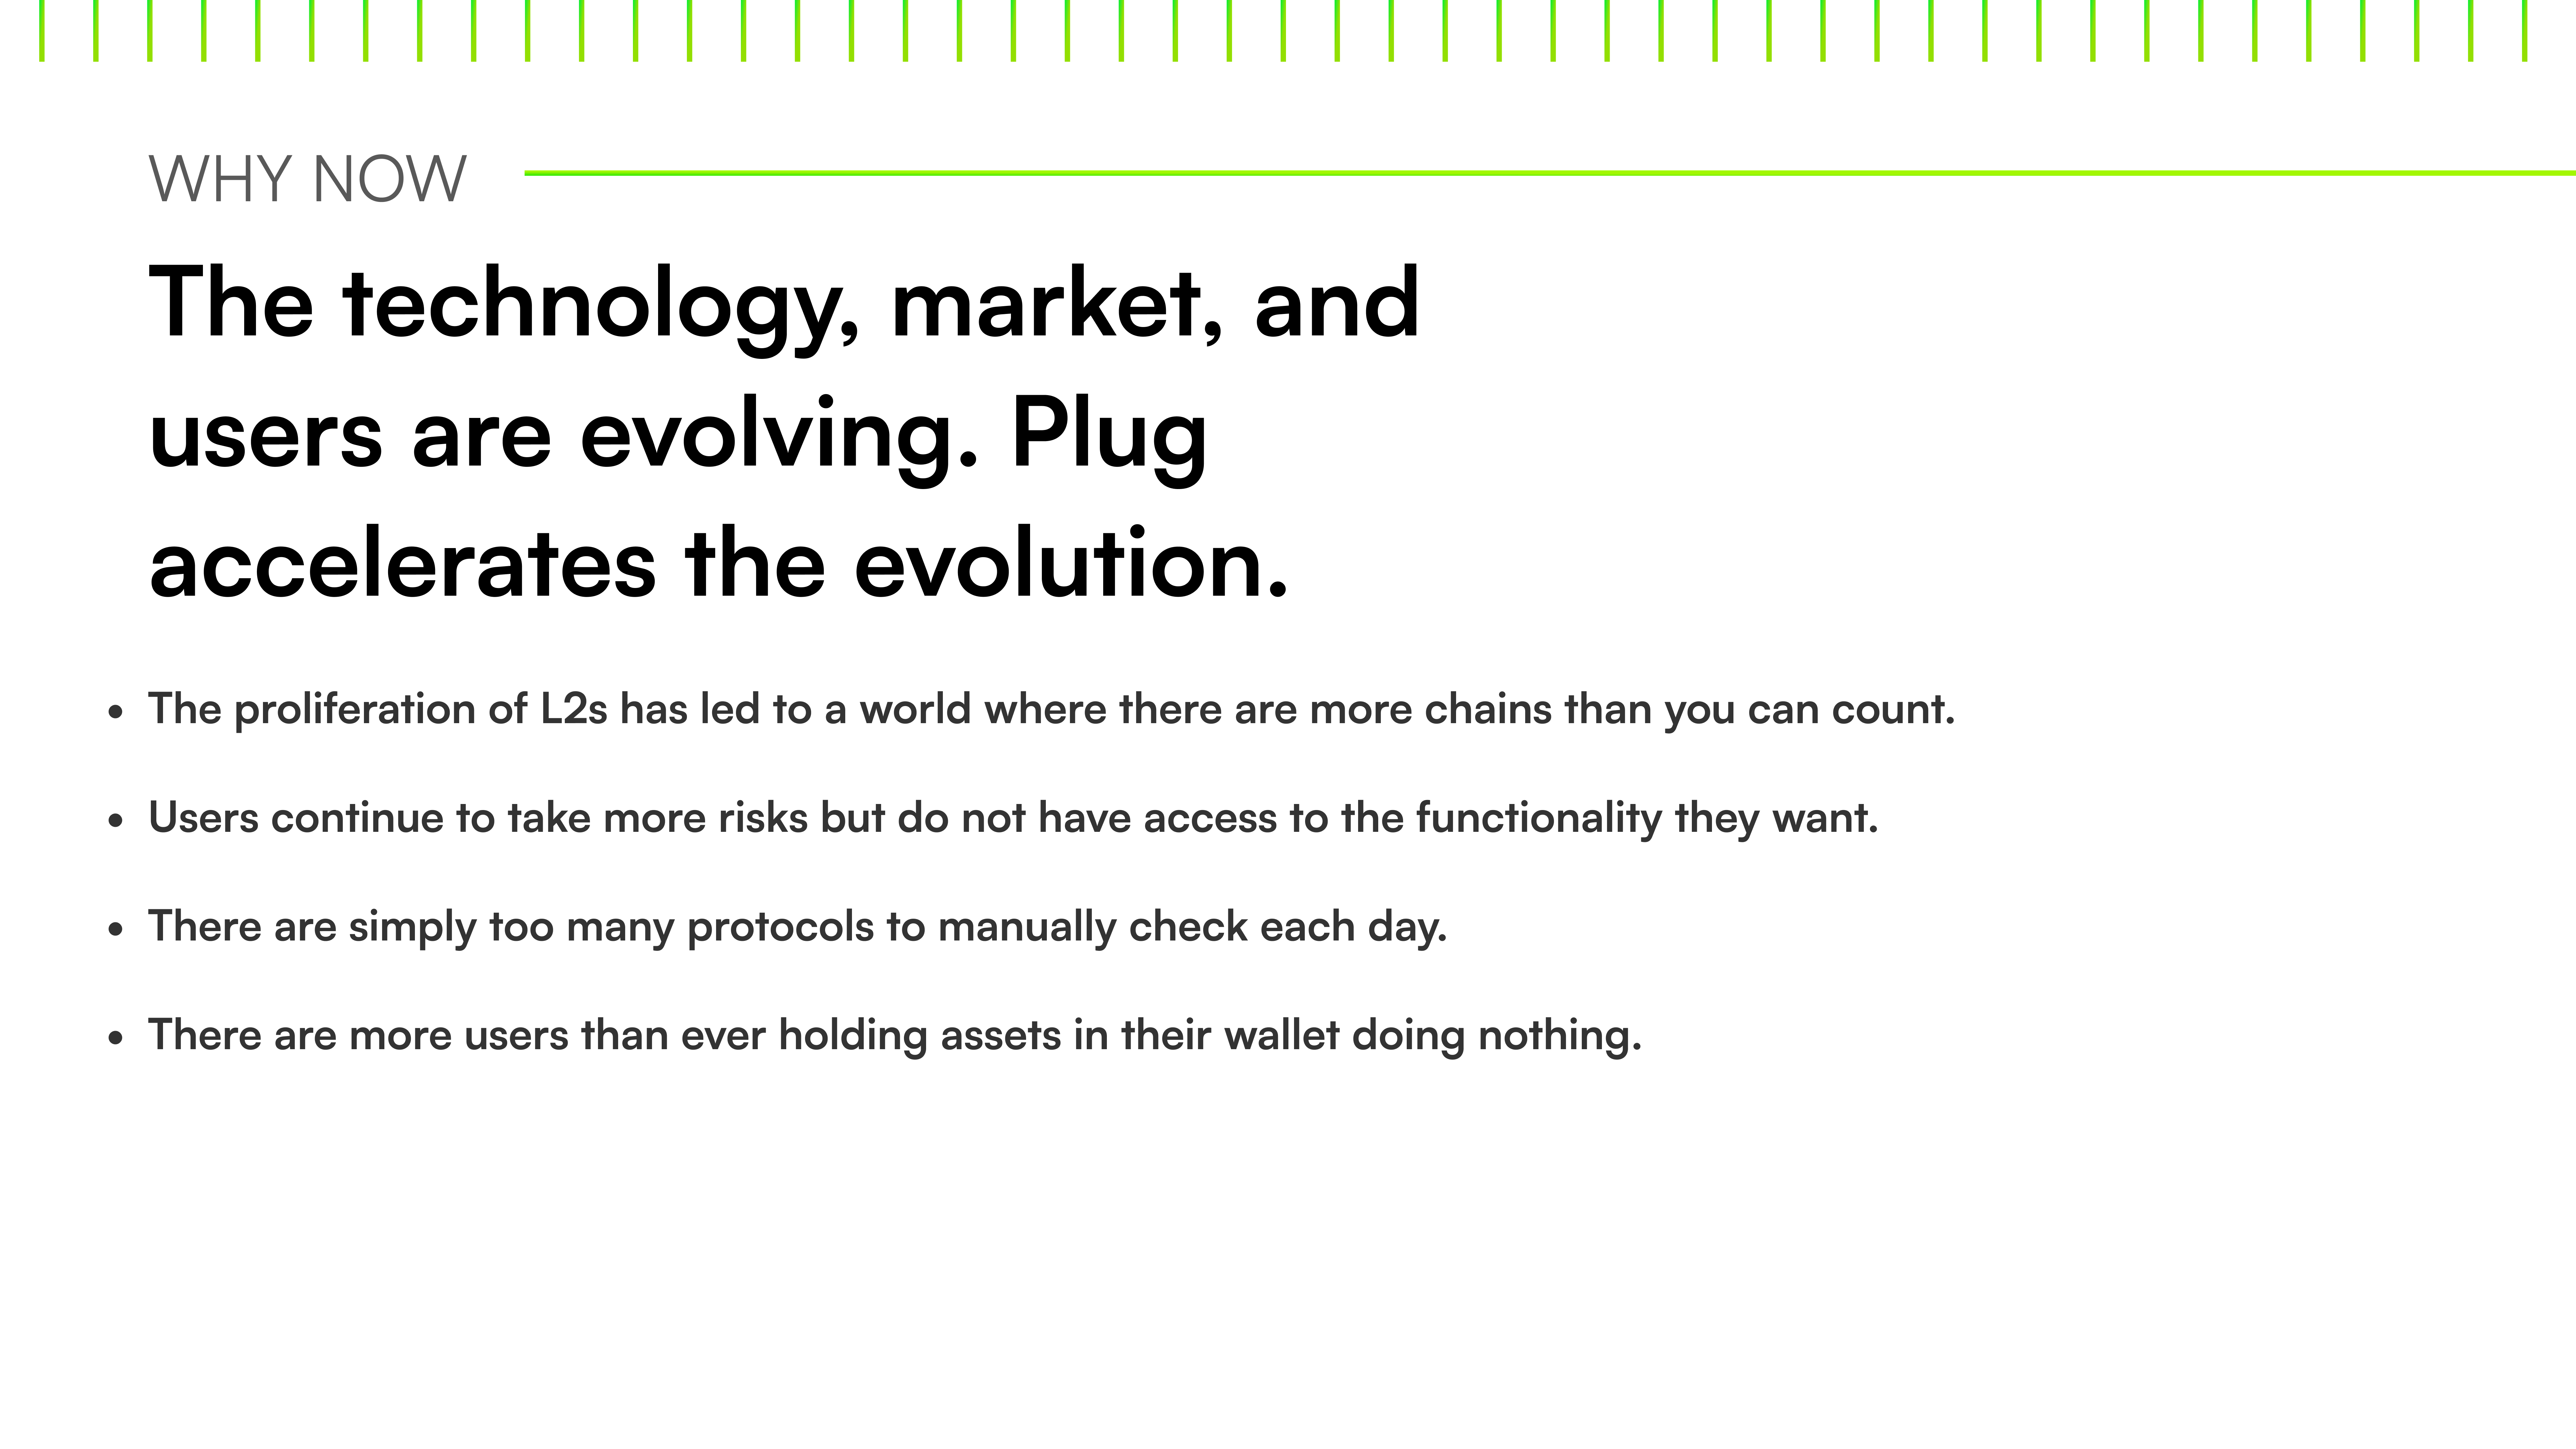 WHY NOW
The technology, market, and
users are evolving. Plug
accelerates the evolution.
• The proliferation of L2s has led to a world where there are more chains than you can count.
• Users continue to take more risks but do not have access to the functionality they want.
• There are simply too many protocols to manually check each day.
• There are more users than ever holding assets in their wallet doing nothing.